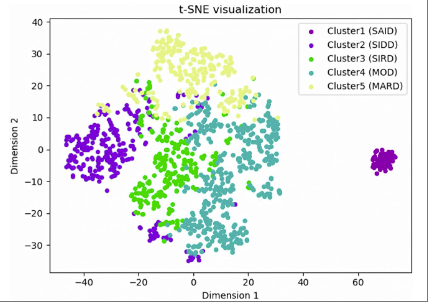 t-SNE visualization
Cluster1 (SAID)
Cluster2 (SIDD)
Cluster3 (SIRD)
Cluster4 (MOD)
Cluster5 (MARD)
40
30
20
10
0
−10
−20
−30
Dimension 2
−40
−20
0
20
40
60
Dimension 1